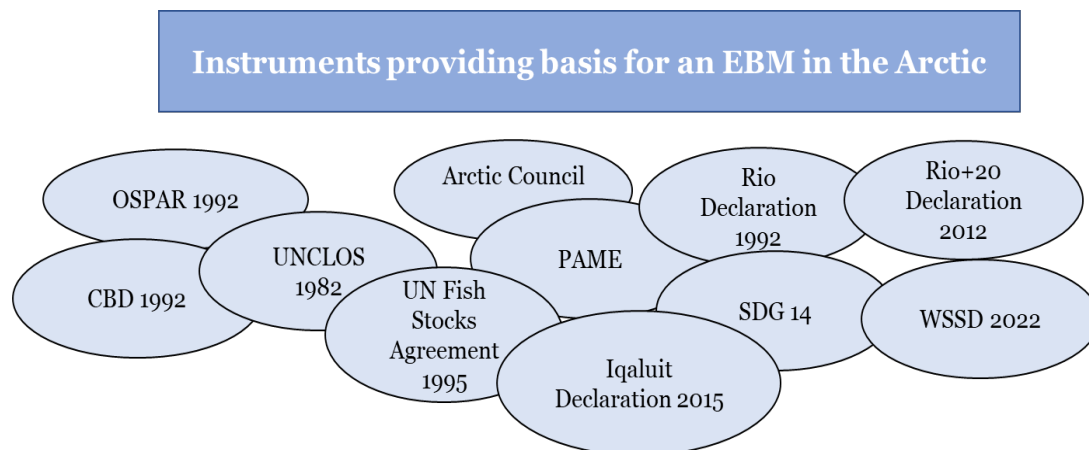 Instruments providing basis for an EBM in the Arctic
OSPAR 1992
CBD 1992
UNCLOS
1982
UN Fish
Stocks
Agreement
1995
Arctic Council
PAME
Iqaluit
Declaration 2015
Rio
Declaration
1992
SDG 14
Rio+20
Declaration
2012
WSSD 2022